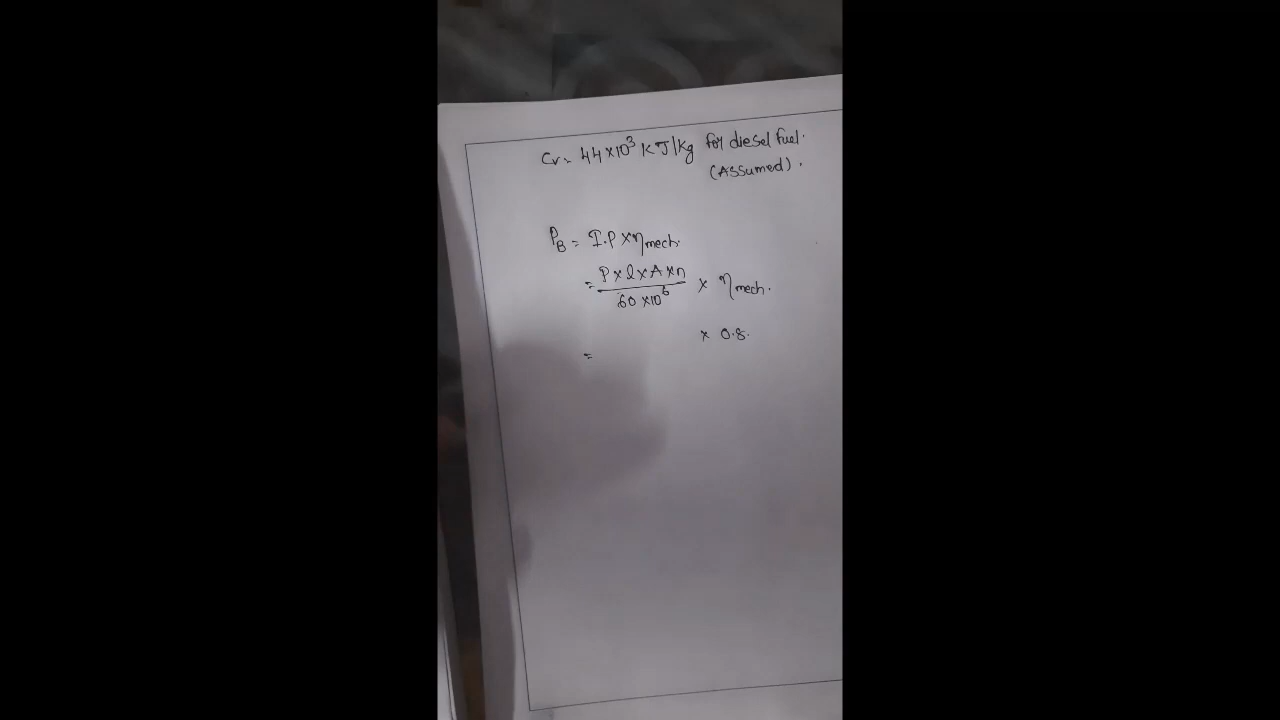 Cv = 44×10³ KJ/Kg for diesel fuel.
(Assumed).
P_B = I.P × η mech.
= P × l × A × n / 60 ×10⁶ × η mech.
× 0.8.
=